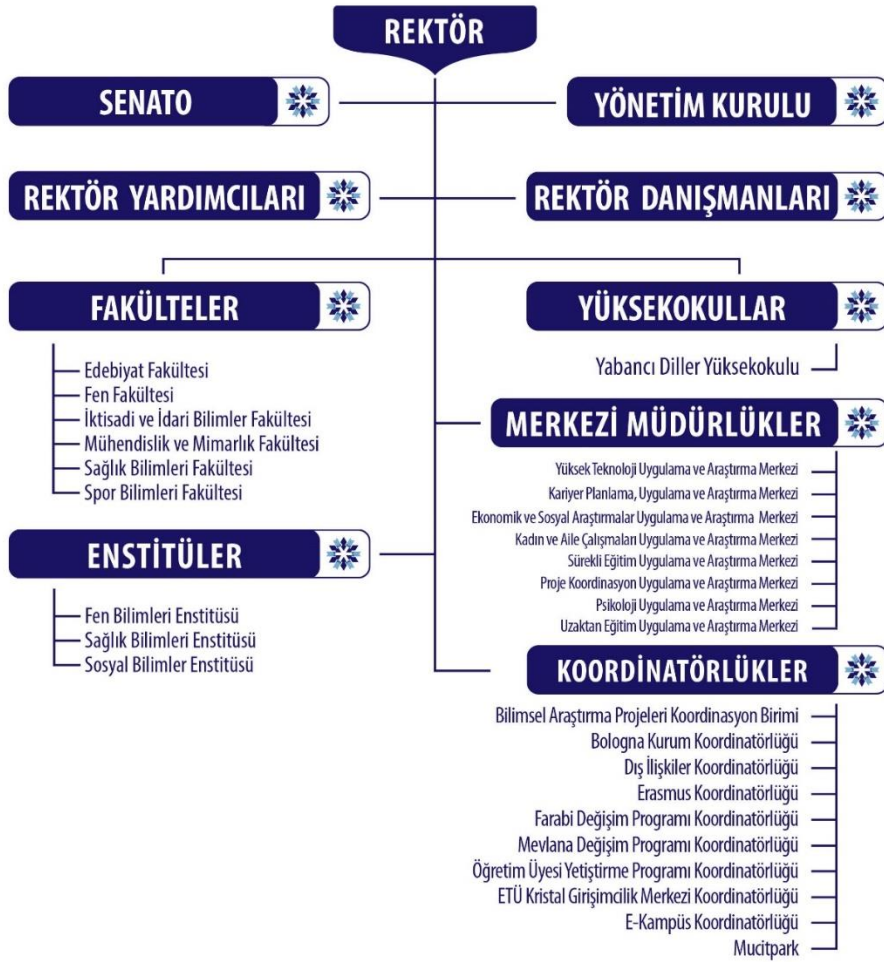 REKTÖR
SENATO
YÖNETİM KURULU
REKTÖR YARDIMCILARI
REKTÖR DANIŞMANLARI
FAKÜLTELER
Edebiyat Fakültesi
Fen Fakültesi
İktisadi ve İdari Bilimler Fakültesi
Mühendislik ve Mimarlık Fakültesi
Sağlık Bilimleri Fakültesi
Spor Bilimleri Fakültesi
YÜKSEKOKULLAR
Yabancı Diller Yüksekokulu
MERKEZİ MÜDÜRLÜKLER
Yüksek Teknoloji Uygulama ve Araştırma Merkezi
Kariyer Planlama, Uygulama ve Araştırma Merkezi
Ekonomik ve Sosyal Araştırmalar Uygulama ve Araştırma Merkezi
Kadın ve Aile Çalışmaları Uygulama ve Araştırma Merkezi
Sürekli Eğitim Uygulama ve Araştırma Merkezi
Proje Koordinasyon Uygulama ve Araştırma Merkezi
Psikoloji Uygulama ve Araştırma Merkezi
Uzaktan Eğitim Uygulama ve Araştırma Merkezi
ENSTİTÜLER
Fen Bilimleri Enstitüsü
Sağlık Bilimleri Enstitüsü
Sosyal Bilimler Enstitüsü
KOORDİNATÖRLÜKLER
Bilimsel Araştırma Projeleri Koordinasyon Birimi
Bologna Kurum Koordinatörlüğü
Dış İlişkiler Koordinatörlüğü
Erasmus Koordinatörlüğü
Farabi Değişim Programı Koordinatörlüğü
Mevlana Değişim Programı Koordinatörlüğü
Öğretim Üyesi Yetiştirme Programı Koordinatörlüğü
ETÜ Kristal Girişimcilik Merkezi Koordinatörlüğü
E-Kampüs Koordinatörlüğü
Mucitpark